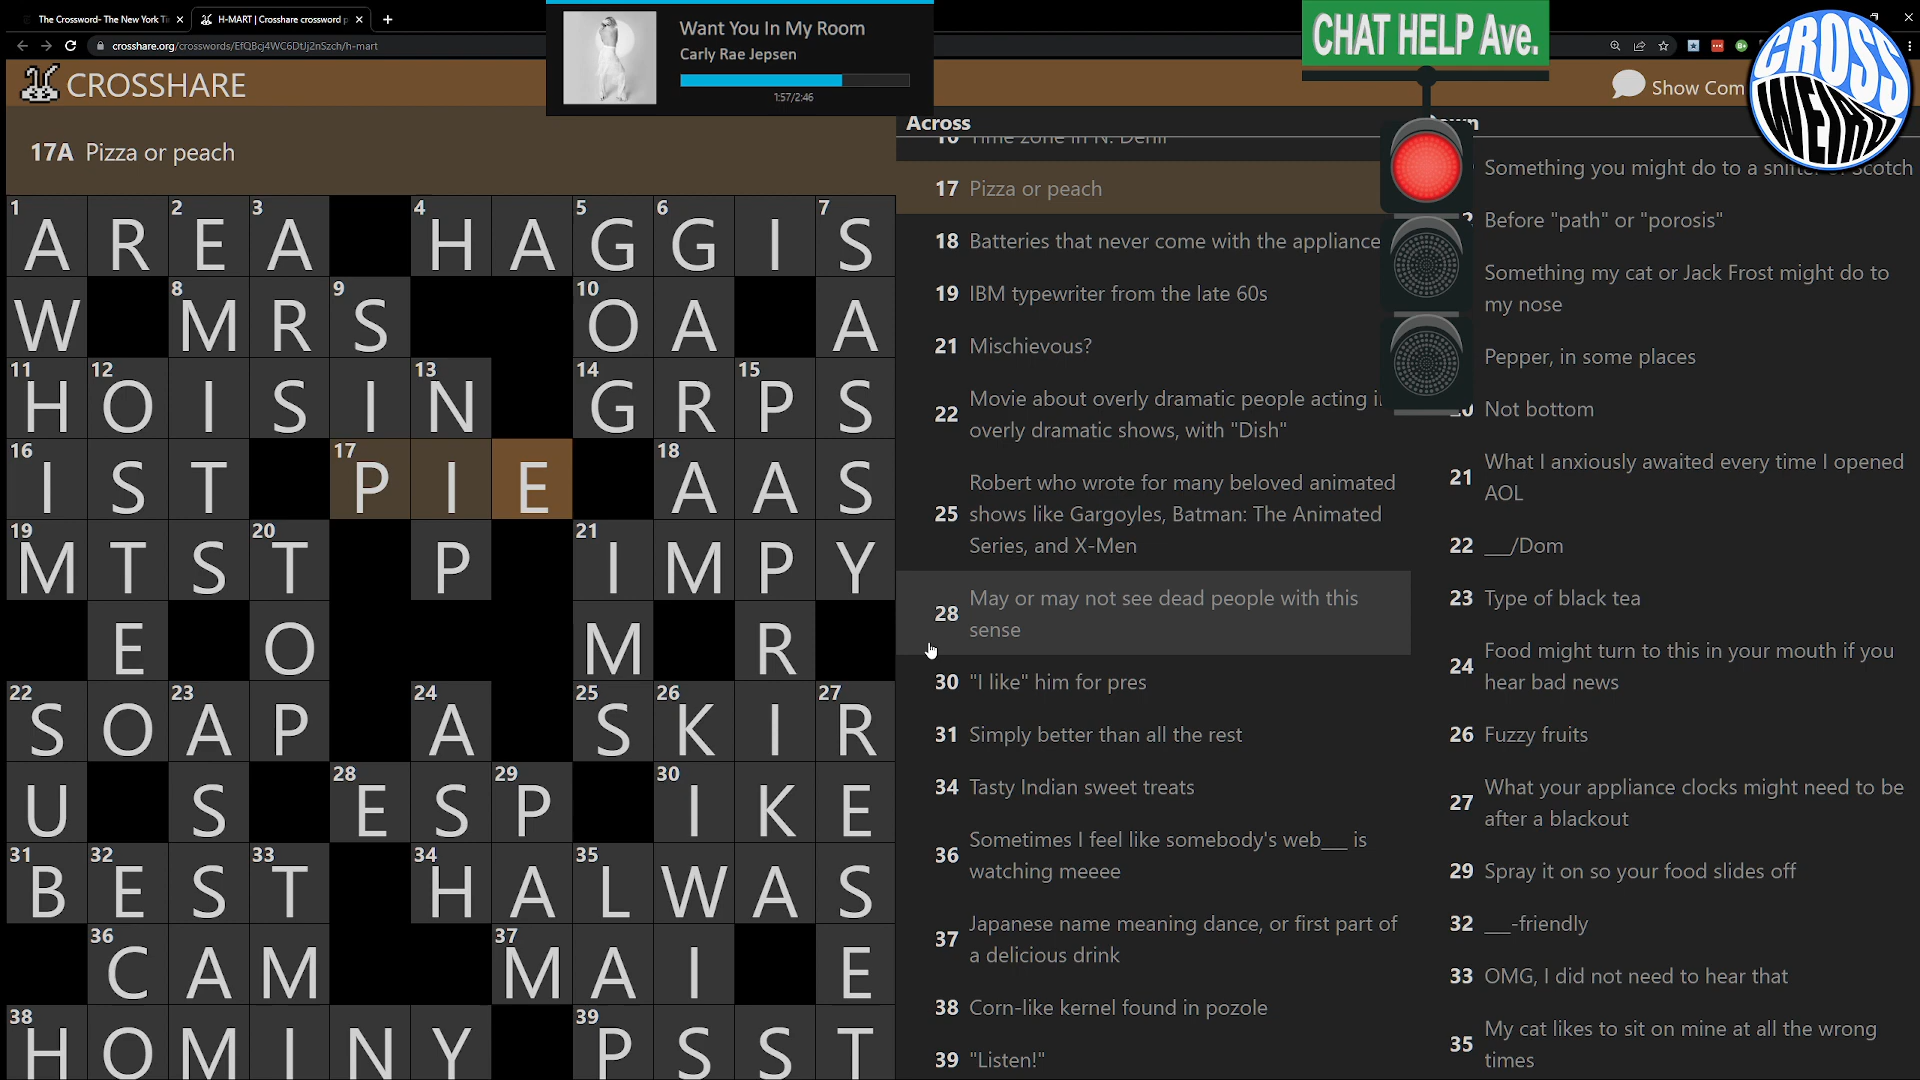 The Crossword- The New York Ti
H-MART | Crosshare crossword p
crosshare.org/crosswords/EfQBcj4WC6DtJj2nSzch/h-mart
Want You In My Room
Carly Rae Jepsen
1:57/2:46
CHAT HELP Ave.
CROSS
WEIRD
CROSSHARE
Show Com
17A Pizza or peach
1 A R 2 E 3 A 4 H A 5 G 6 G I 7 S
W 8 M R 9 S 10 O A A
11 H 12 O I S I 13 N 14 G R 15 P S
16 I S T 17 P I E 18 A A S
19 M T S 20 T P 21 I M P Y
E O M R
22 S O 23 A P 24 A 25 S 26 K I 27 R
U S 28 E S 29 P 30 I K E
31 B 32 E S 33 T 34 H A 35 L W A S
36 C A M 37 M A I E
38 H O M I N Y 39 P S S T
Across
17 Pizza or peach
18 Batteries that never come with the appliance
19 IBM typewriter from the late 60s
21 Mischievous?
22 Movie about overly dramatic people acting i
overly dramatic shows, with "Dish"
25 Robert who wrote for many beloved animated
shows like Gargoyles, Batman: The Animated
Series, and X-Men
28 May or may not see dead people with this
sense
30 "I like" him for pres
31 Simply better than all the rest
34 Tasty Indian sweet treats
36 Sometimes I feel like somebody's web___ is
watching meeee
37 Japanese name meaning dance, or first part of
a delicious drink
38 Corn-like kernel found in pozole
39 "Listen!"
Something you might do to a Scotch
Before "path" or "porosis"
Something my cat or Jack Frost might do to
my nose
Pepper, in some places
20 Not bottom
21 What I anxiously awaited every time I opened
AOL
22 ___/Dom
23 Type of black tea
24 Food might turn to this in your mouth if you
hear bad news
26 Fuzzy fruits
27 What your appliance clocks might need to be
after a blackout
29 Spray it on so your food slides off
32 ___-friendly
33 OMG, I did not need to hear that
35 My cat likes to sit on mine at all the wrong
times